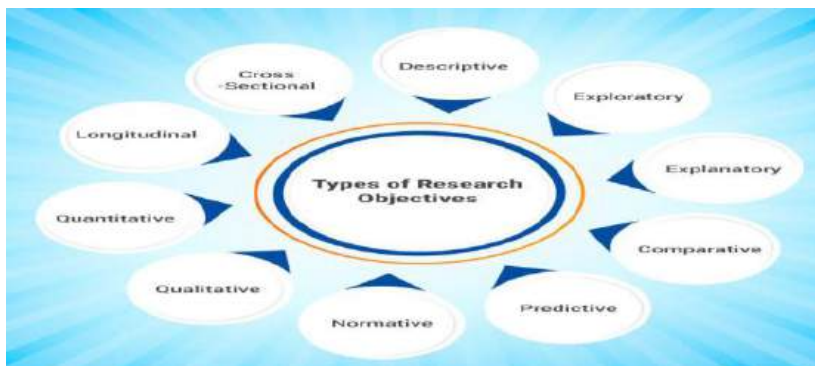 Types of Research
Objectives
Descriptive
Exploratory
Explanatory
Comparative
Predictive
Normative
Qualitative
Quantitative
Longitudinal
Cross
-Sectional